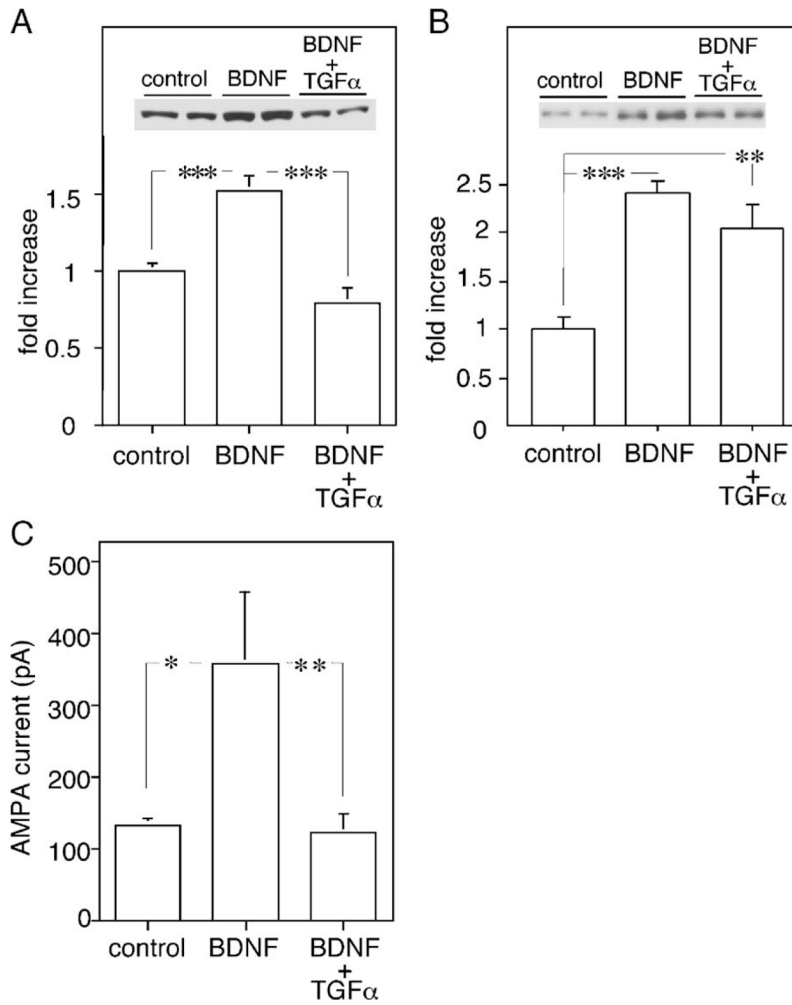 A
control
BDNF
BDNF
+
TGFα
***
***
fold increase
1.5
1
0.5
0
control
BDNF
BDNF
+
TGFα
B
control
BDNF
BDNF
+
TGFα
***
**
fold increase
2.5
2
1
0.5
0
control
BDNF
BDNF
+
TGFα
C
AMPA current (pA)
500
400
300
200
100
0
*
**
control
BDNF
BDNF
+
TGFα